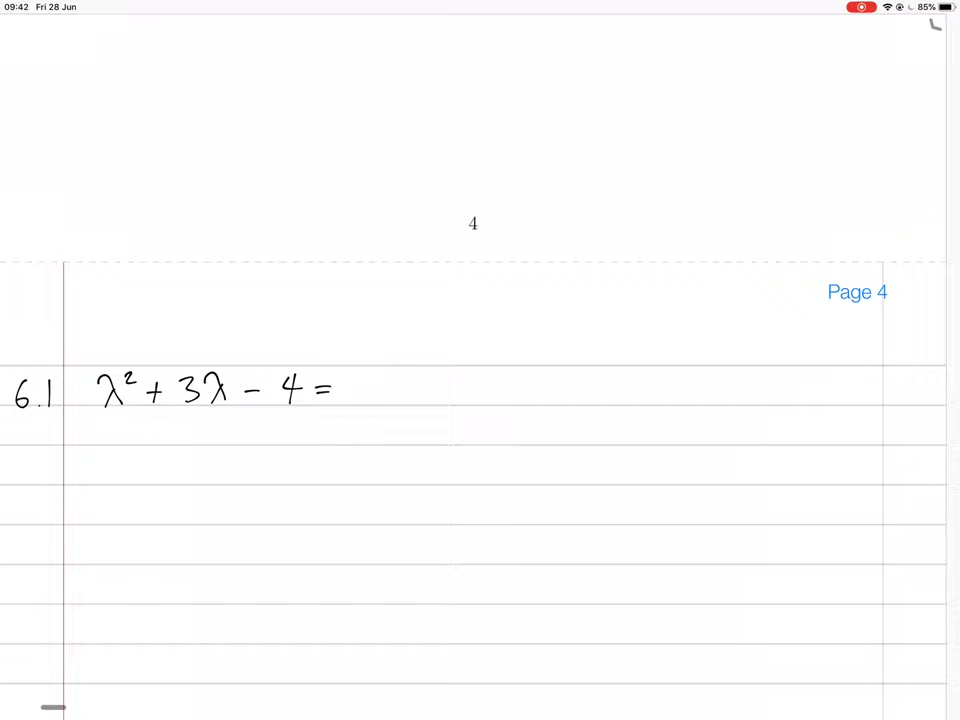 09:42 Fri 28 Jun 85%
4
Page 4
6.1 λ² + 3λ - 4 =